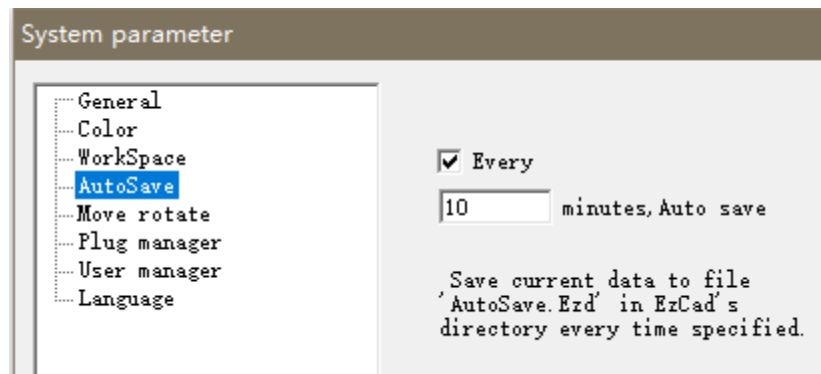 System parameter
General
Color
WorkSpace
AutoSave
Move rotate
Plug manager
User manager
Language
Every
10 minutes, Auto save
Save current data to file
'AutoSave.Ezd' in EzCad's
directory every time specified.